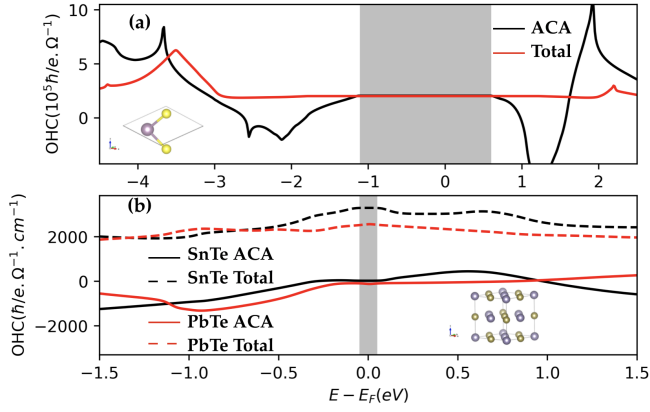 (a)
ACA
Total
OHC(10⁵ℏ/e.Ω⁻¹)
10
5
0
−4 −3 −2 −1 0 1 2
(b)
SnTe ACA
SnTe Total
PbTe ACA
PbTe Total
OHC(ℏ/e.Ω⁻¹.cm⁻¹)
2000
0
−2000
−1.5 −1.0 −0.5 0.0 0.5 1.0 1.5
E − E_F(eV)